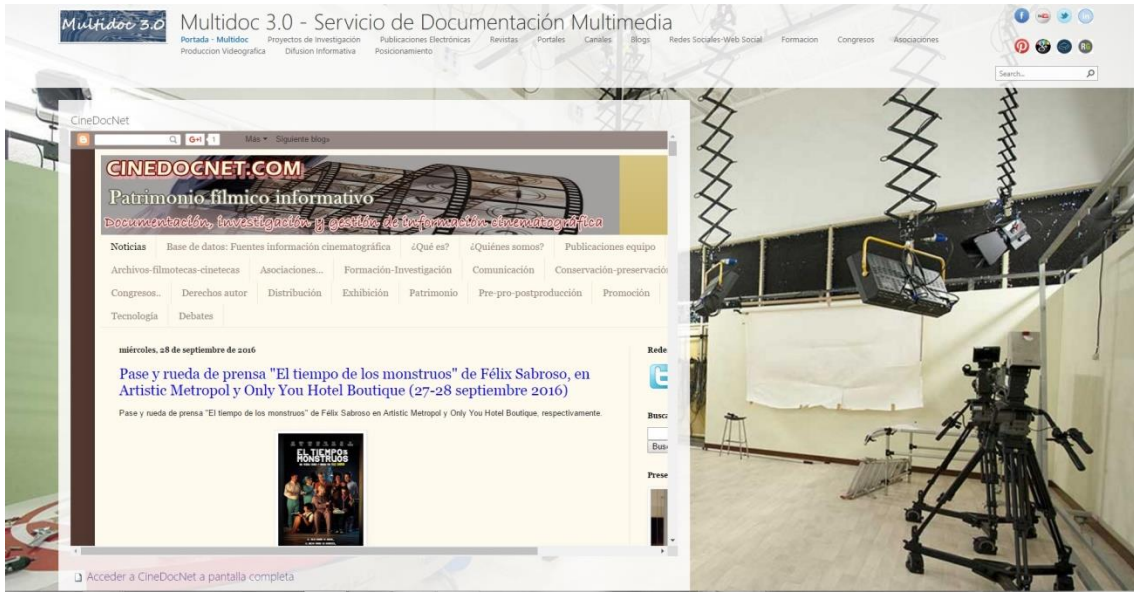 Multidoc 3.0
Multidoc 3.0 - Servicio de Documentación Multimedia
Portada - Multidoc Proyectos de Investigación Publicaciones Electrónicas Revistas Portales Canales Blogs Redes Sociales-Web Social Formacion Congresos Asociaciones
Produccion Videografica Difusion Informativa Posicionamiento
Search...
CineDocNet
G+1 1 Más Siguiente blog»
CINEDOCNET.COM
Patrimonio fílmico informativo
Documentación, investigación y gestión de información cinematográfica
Noticias Base de datos: Fuentes información cinematográfica ¿Qué es? ¿Quiénes somos? Publicaciones equipo
Archivos-filmotecas-cinetecas Asociaciones... Formación-Investigación Comunicación Conservación-preservación
Congresos.. Derechos autor Distribución Exhibición Patrimonio Pre-pro-postproducción Promoción
Tecnología Debates
miércoles, 28 de septiembre de 2016
Rede
Pase y rueda de prensa "El tiempo de los monstruos" de Félix Sabroso, en
Artistic Metropol y Only You Hotel Boutique (27-28 septiembre 2016)
Pase y rueda de prensa "El tiempo de los monstruos" de Félix Sabroso en Artistic Metropol y Only You Hotel Boutique, respectivamente.
Busca
Bus
EL TIEMPO DE LOS
MONSTRUOS
Prese
Acceder a CineDocNet a pantalla completa